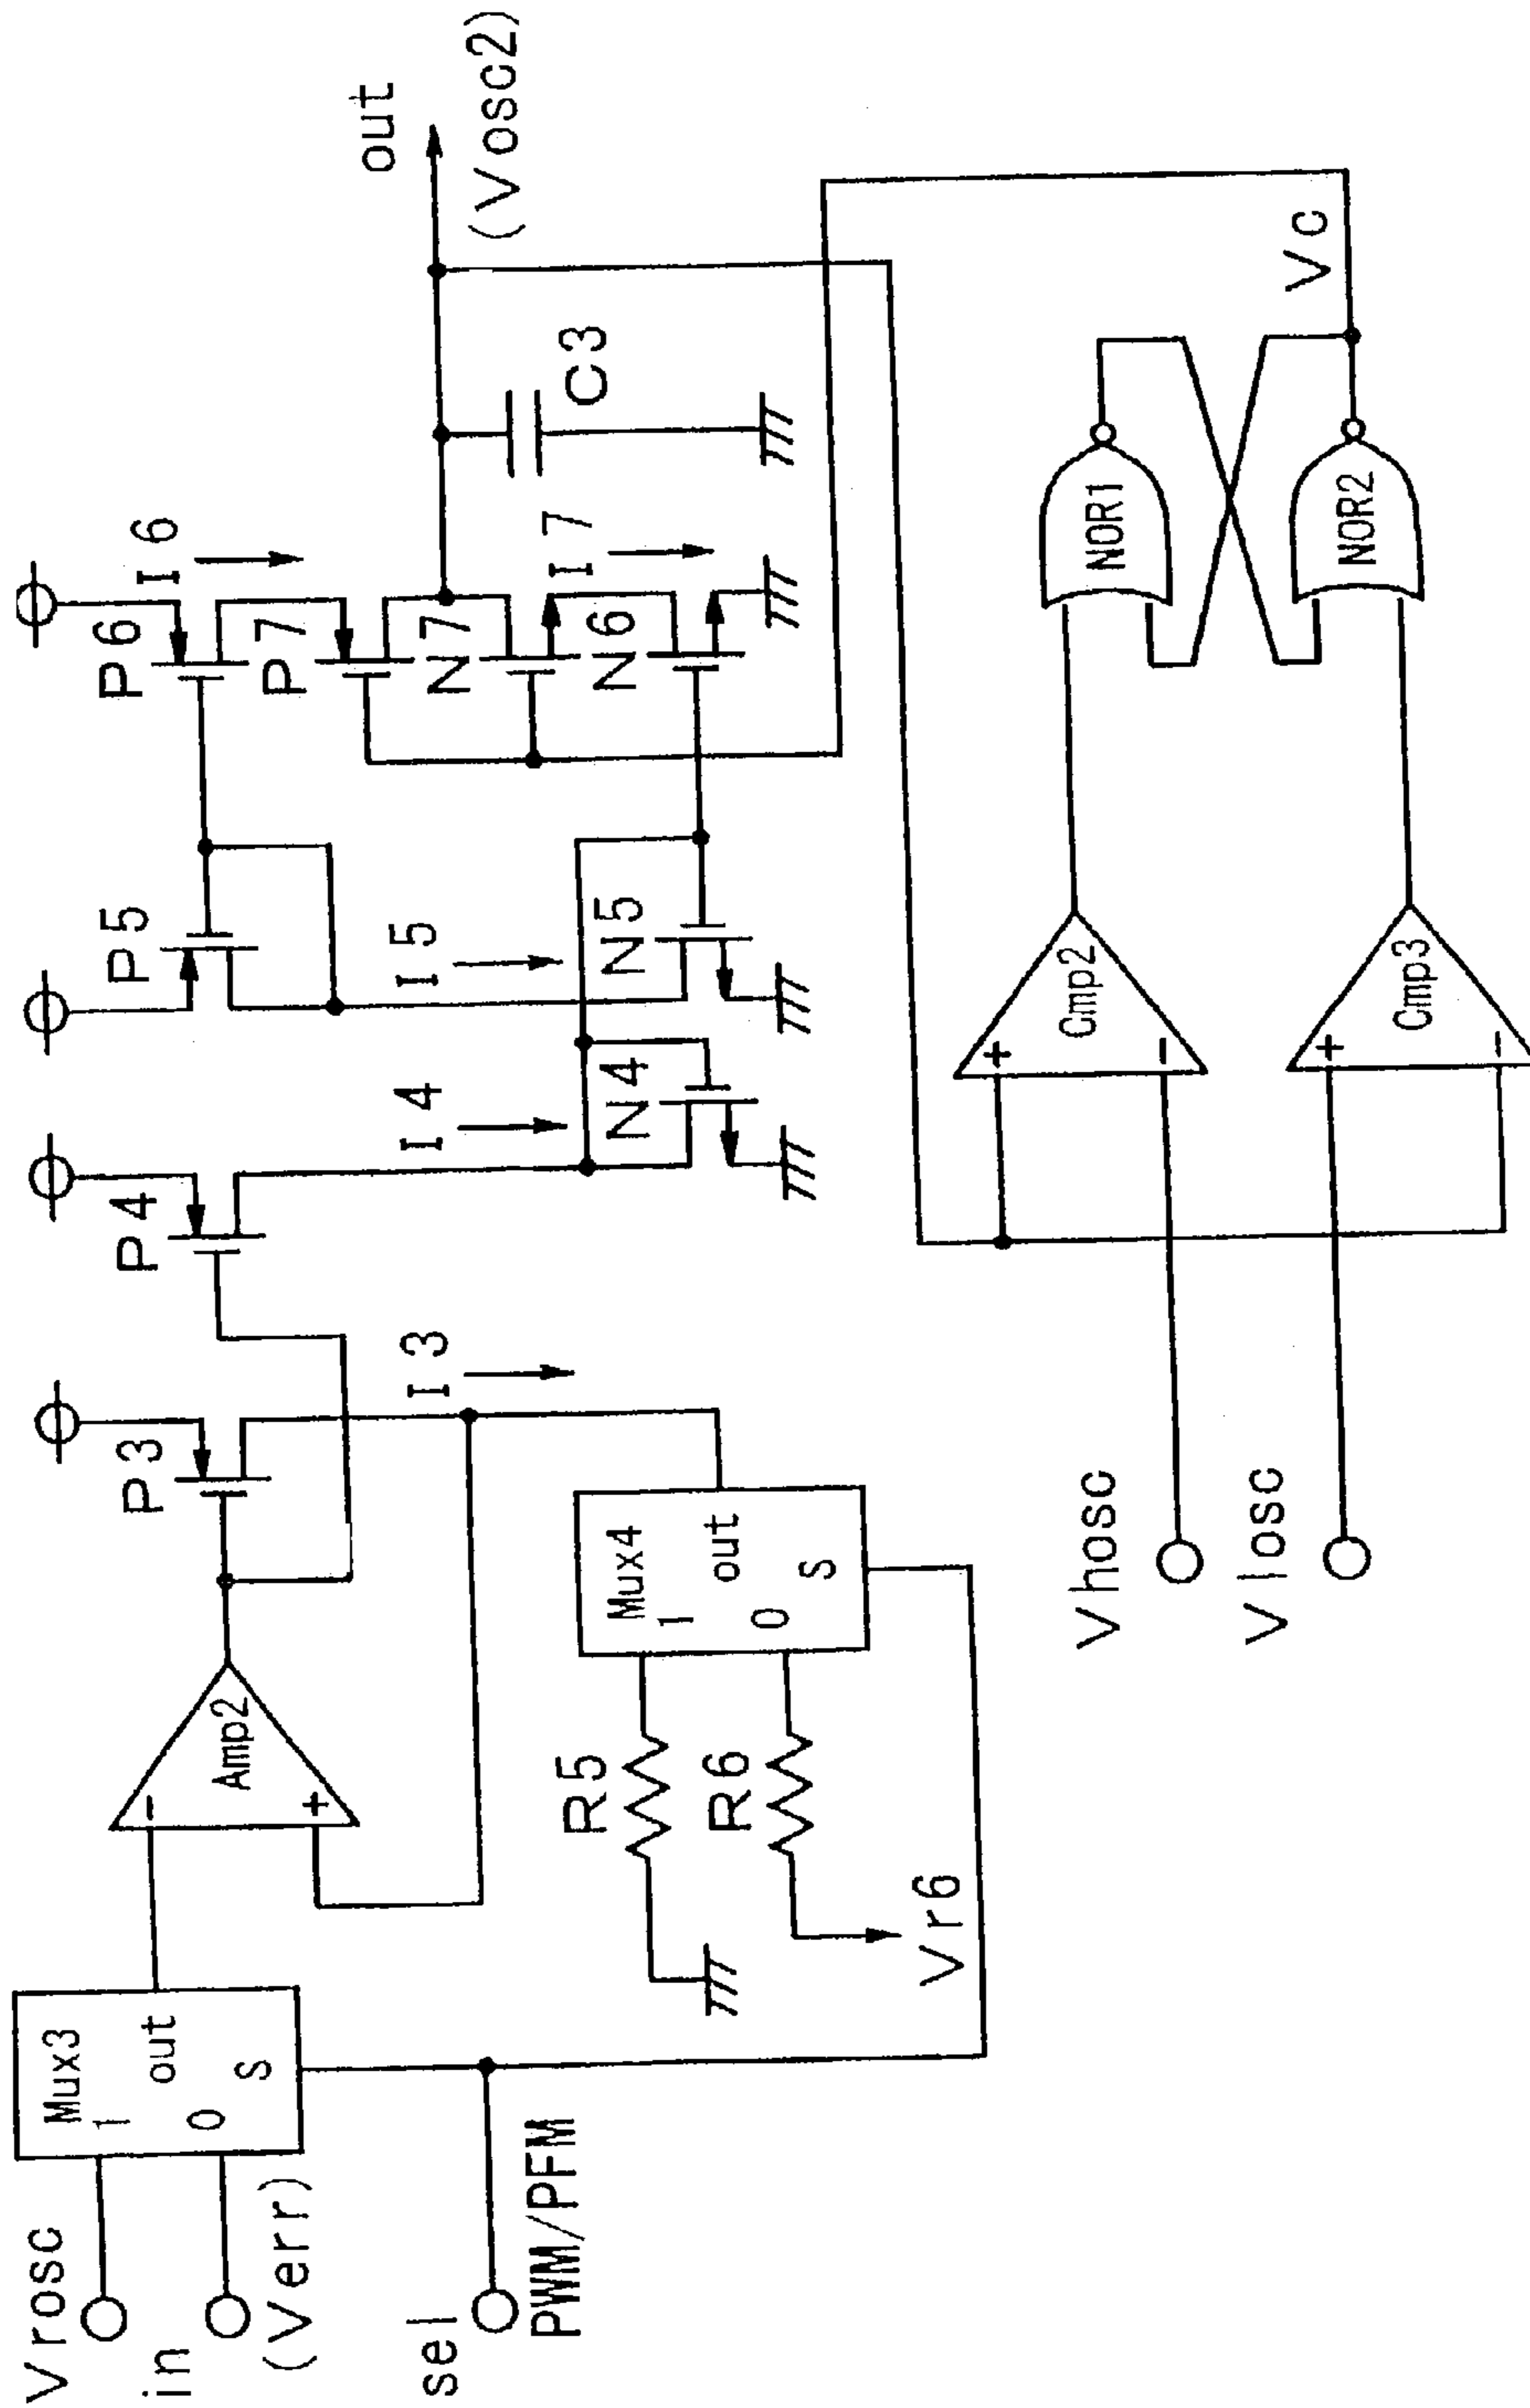 Vrosc
in
(Verr)
sel
PWM/PFM
Mux3
1
out
0
S
Amp2
-
+
R5
R6
Vr6
Mux4
1
out
0
S
P3
I3
P4
I4
N4
P5
I5
N5
P6
I6
P7
N7
I7
N6
C3
out
(Vosc2)
Vhosc
Vlosc
+
Cmp2
-
+
Cmp3
-
NOR1
NOR2
Vc